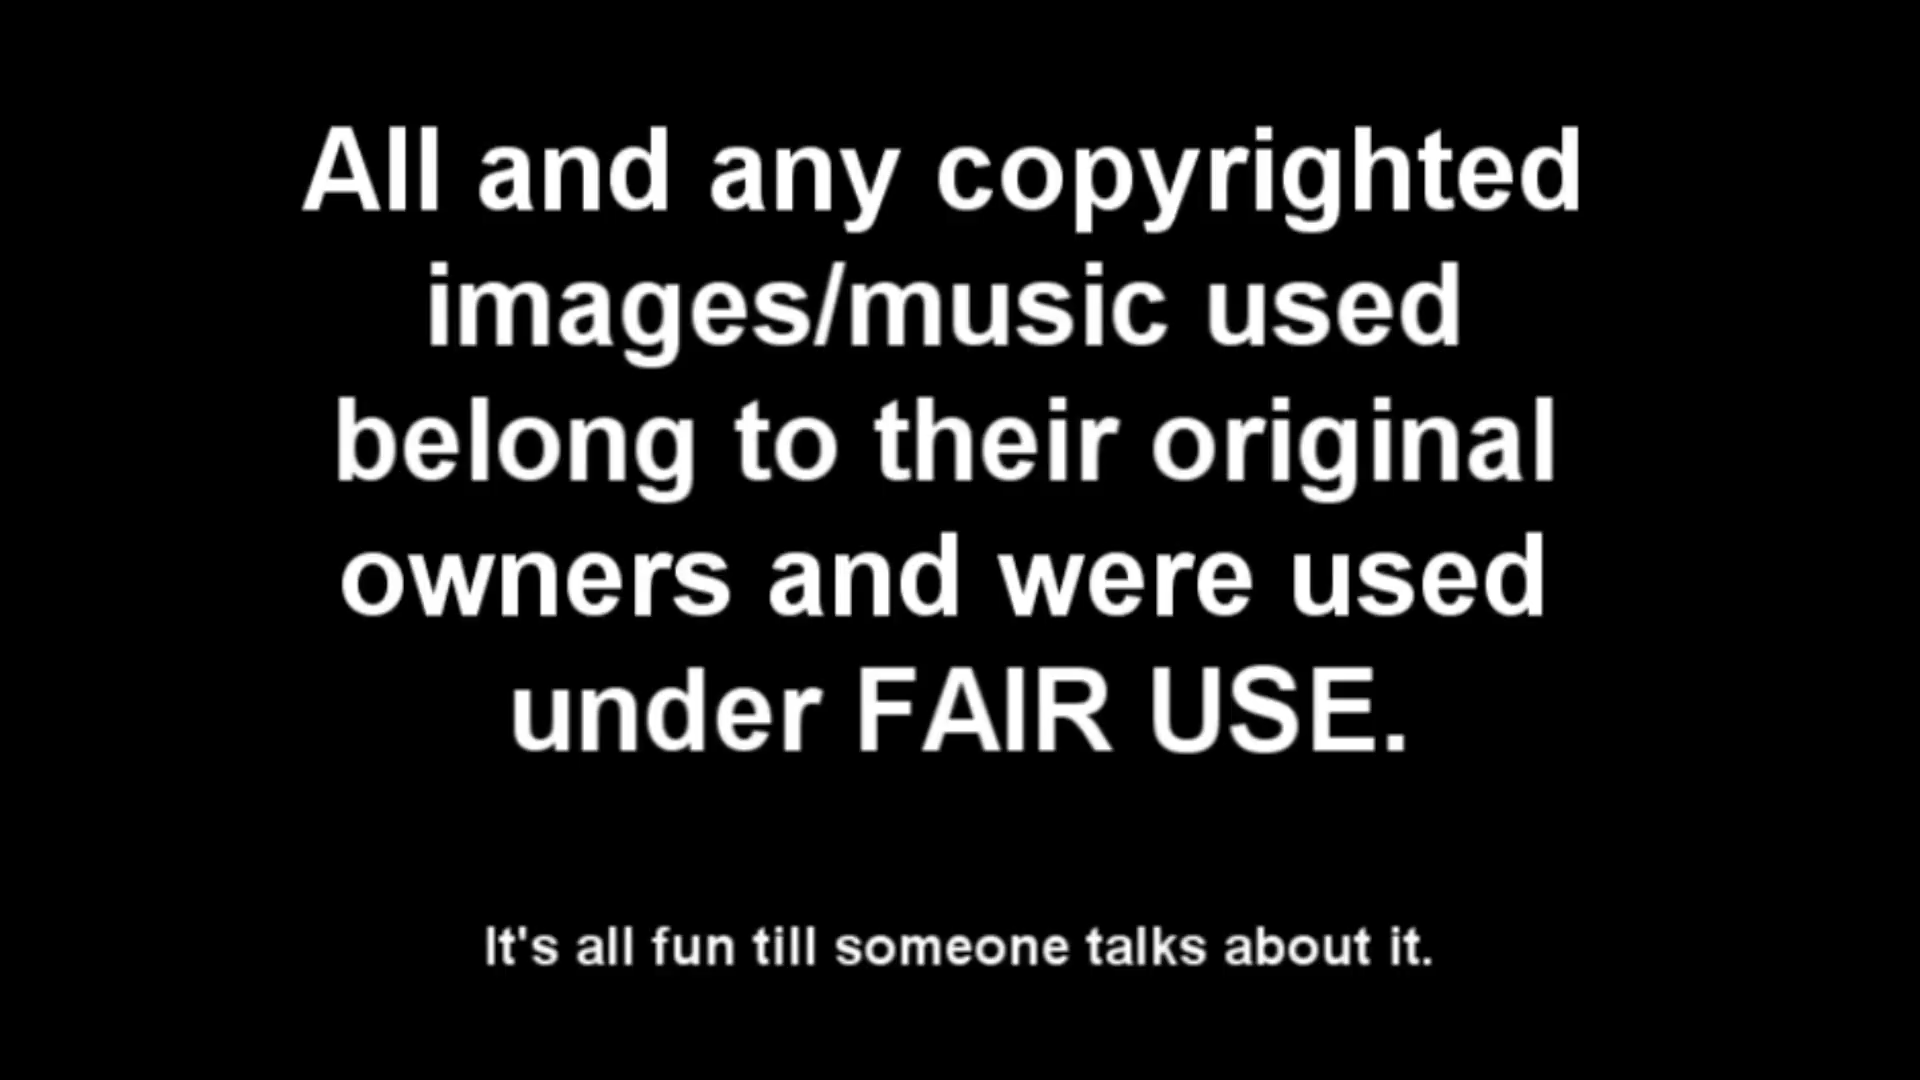 All and any copyrighted
images/music used
belong to their original
owners and were used
under FAIR USE.
It's all fun till someone talks about it.